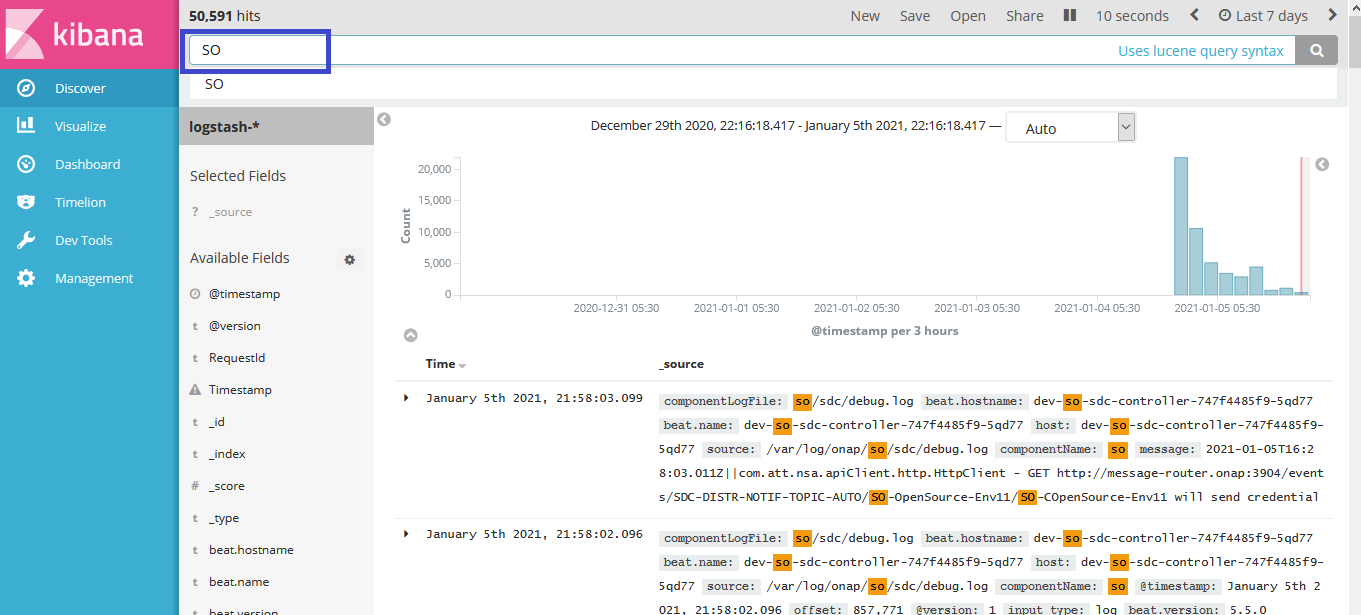 kibana
Discover
Visualize
Dashboard
Timelion
Dev Tools
Management
50,591 hits
New Save Open Share 10 seconds Last 7 days
SO
Uses lucene query syntax
SO
logstash-*
Selected Fields
? _source
Available Fields
@timestamp
t @version
t RequestId
Timestamp
t _id
t _index
# _score
t _type
t beat.hostname
t beat.name
t beat.version
December 29th 2020, 22:16:18.417 - January 5th 2021, 22:16:18.417 — Auto
Count
20,000
15,000
10,000
5,000
0
2020-12-31 05:30 2021-01-01 05:30 2021-01-02 05:30 2021-01-03 05:30 2021-01-04 05:30 2021-01-05 05:30
@timestamp per 3 hours
Time _source
January 5th 2021, 21:58:03.099 componentLogFile: so/sdc/debug.log beat.hostname: dev-so-sdc-controller-747f4485f9-5qd77
beat.name: dev-so-sdc-controller-747f4485f9-5qd77 host: dev-so-sdc-controller-747f4485f9-
5qd77 source: /var/log/onap/so/sdc/debug.log componentName: so message: 2021-01-05T16:2
8:03.011Z||com.att.nsa.apiClient.http.HttpClient - GET http://message-router.onap:3904/event
s/SDC-DISTR-NOTIF-TOPIC-AUTO/SO-OpenSource-Env11/SO-COpenSource-Env11 will send credential
January 5th 2021, 21:58:02.096 componentLogFile: so/sdc/debug.log beat.hostname: dev-so-sdc-controller-747f4485f9-5qd77
beat.name: dev-so-sdc-controller-747f4485f9-5qd77 host: dev-so-sdc-controller-747f4485f9-
5qd77 source: /var/log/onap/so/sdc/debug.log componentName: so @timestamp: January 5th 2
021, 21:58:02.096 offset: 857,771 @version: 1 input_type: log beat.version: 5.5.0